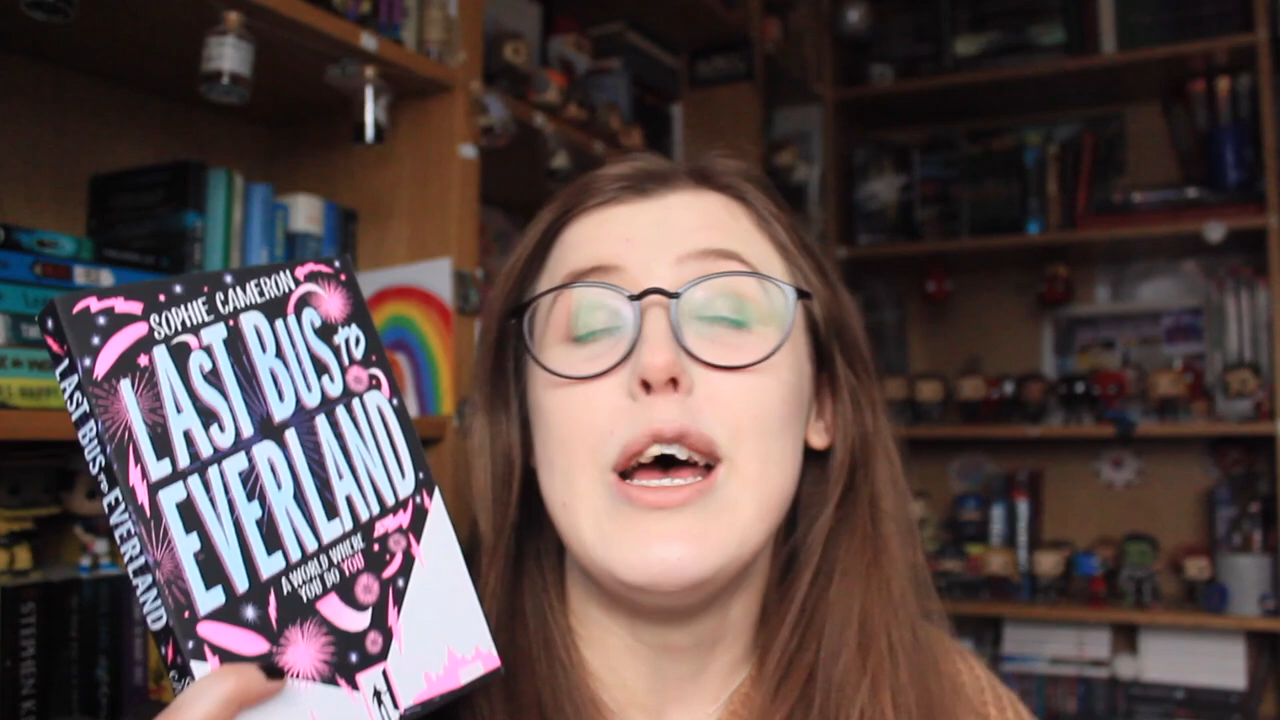 SOPHIE CAMERON
LAST BUS TO
EVERLAND
A WORLD WHERE
YOU DO YOU
LAST BUS TO EVERLAND